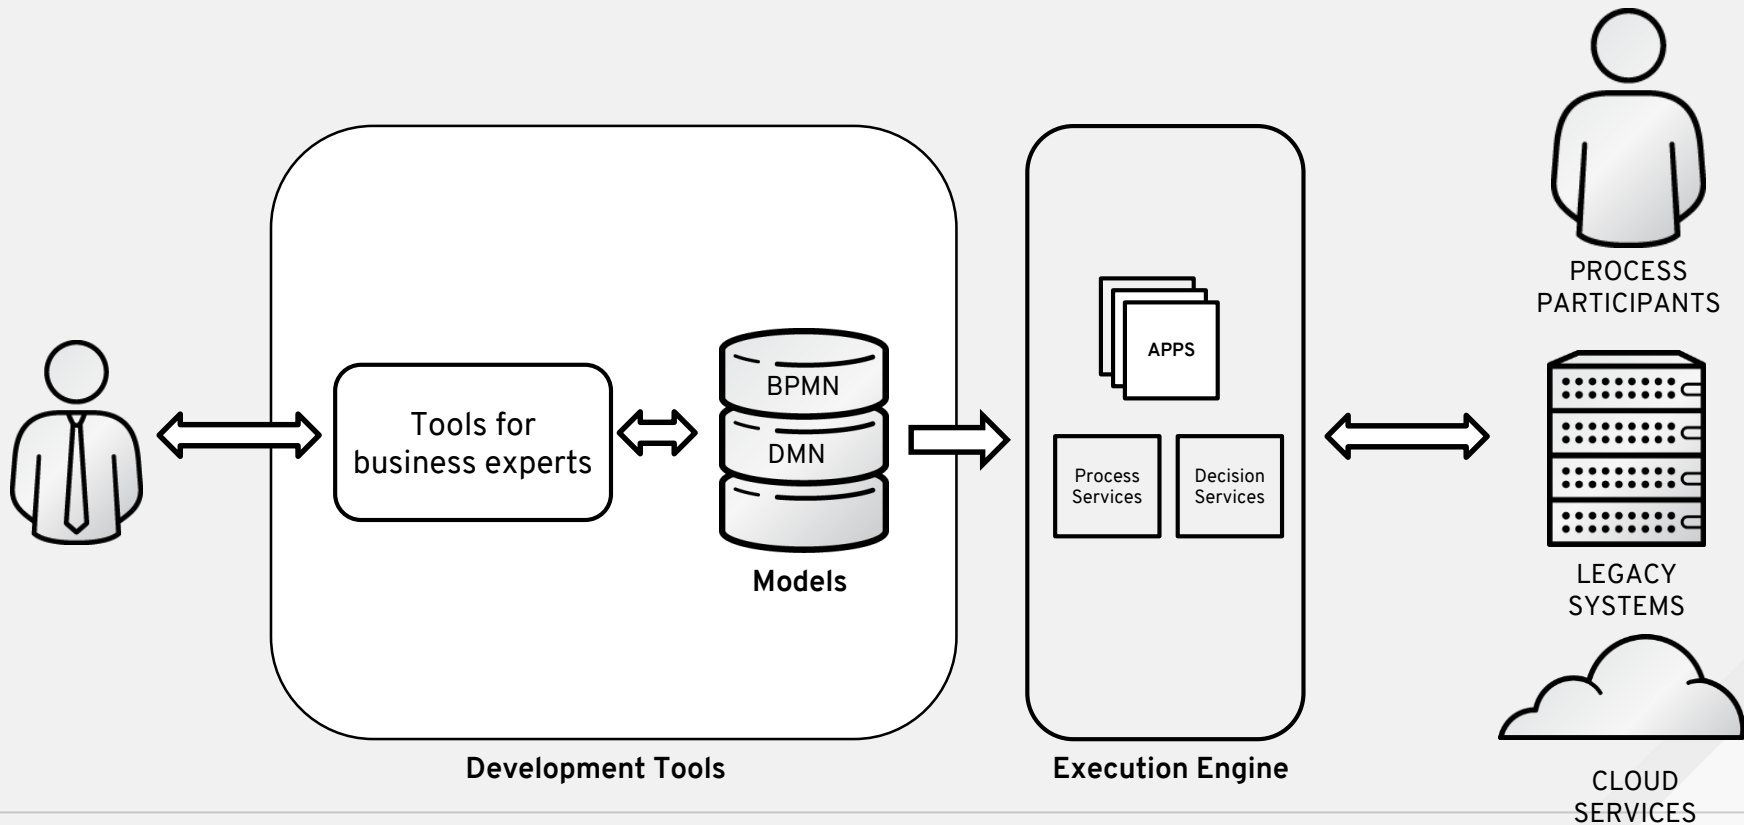 Tools for
business experts
BPMN
DMN
Models
Development Tools
APPS
Process
Services
Decision
Services
Execution Engine
PROCESS
PARTICIPANTS
LEGACY
SYSTEMS
CLOUD
SERVICES